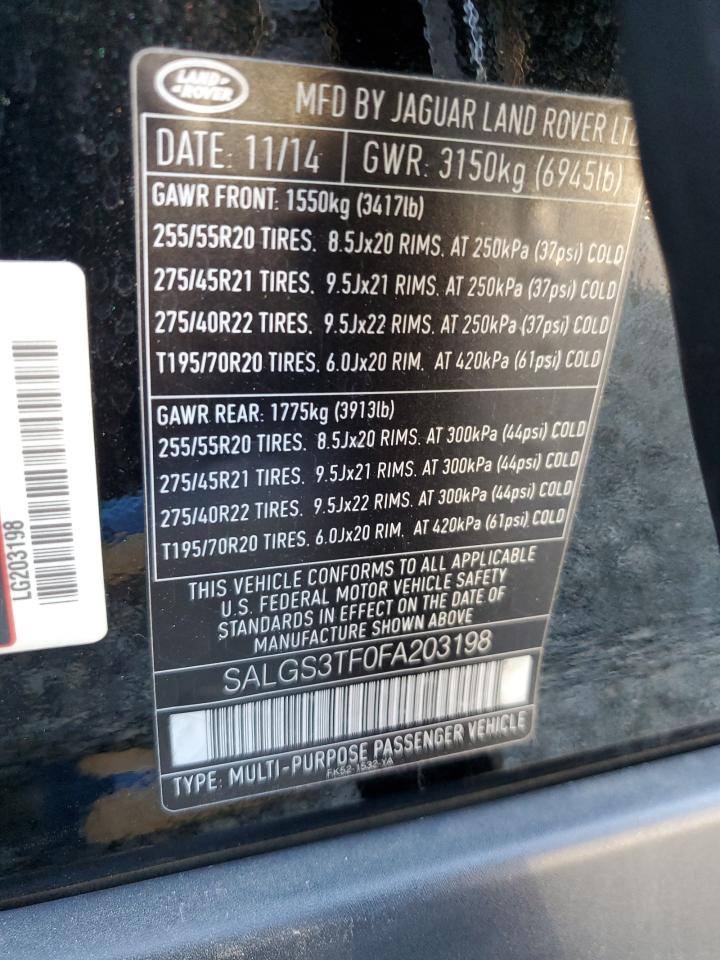 LAND ROVER
MFD BY JAGUAR LAND ROVER LTD
DATE: 11/14 GWR: 3150kg (6945lb)
GAWR FRONT: 1550kg (3417lb)
255/55R20 TIRES. 8.5Jx20 RIMS. AT 250kPa (37psi) COLD
275/45R21 TIRES. 9.5Jx21 RIMS. AT 250kPa (37psi) COLD
275/40R22 TIRES. 9.5Jx22 RIMS. AT 250kPa (37psi) COLD
T195/70R20 TIRES. 6.0Jx20 RIM. AT 420kPa (61psi) COLD
GAWR REAR: 1775kg (3913lb)
255/55R20 TIRES. 8.5Jx20 RIMS. AT 300kPa (44psi) COLD
275/45R21 TIRES. 9.5Jx21 RIMS. AT 300kPa (44psi) COLD
275/40R22 TIRES. 9.5Jx22 RIMS. AT 300kPa (44psi) COLD
T195/70R20 TIRES. 6.0Jx20 RIM. AT 420kPa (61psi) COLD
THIS VEHICLE CONFORMS TO ALL APPLICABLE
U.S. FEDERAL MOTOR VEHICLE SAFETY
STANDARDS IN EFFECT ON THE DATE OF
MANUFACTURE SHOWN ABOVE
SALGS3TF0FA203198
TYPE: MULTI-PURPOSE PASSENGER VEHICLE
FK52-1532-YA
LG203198